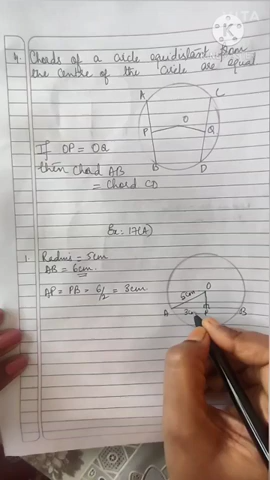 4. Chords of a circle equidistant from
the centre of the circle are equal
A
C
O
P
Q
B
D
If OP = OQ
then chord AB
= chord CD
Ex: 17(A)
1. Radius = 5cm
AB = 6cm
AP = PB = 6/2 = 3cm
O
5cm
A
3cm
P
B